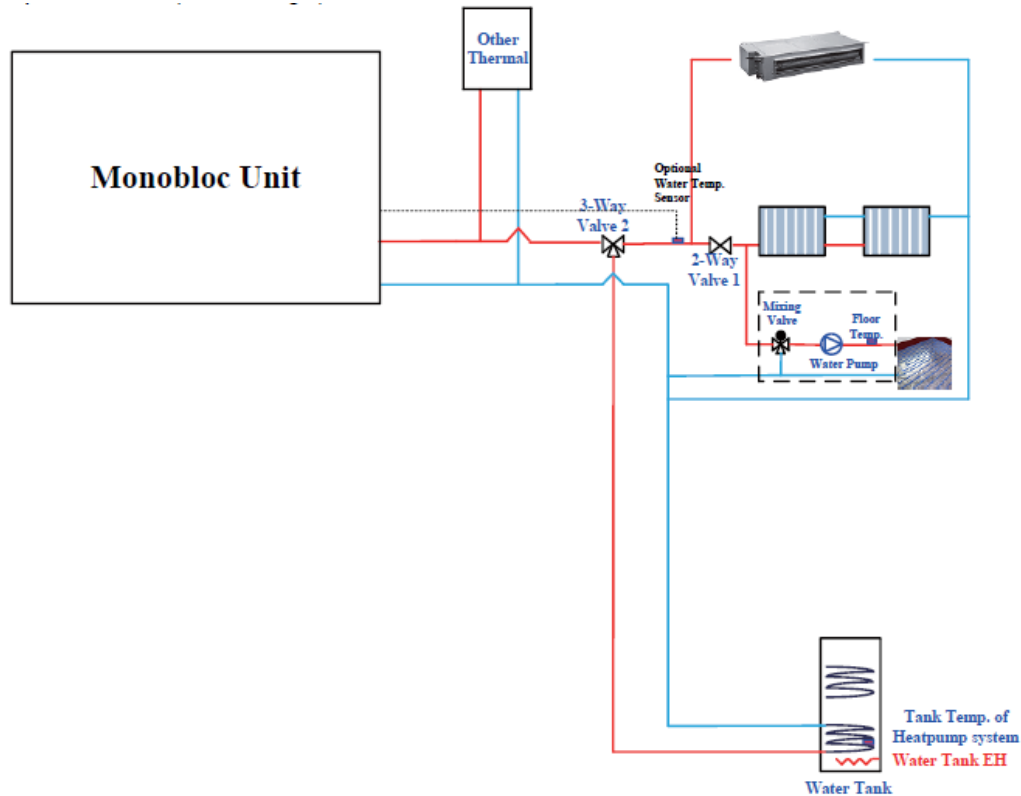 Other
Thermal
Monobloc Unit
Optional
Water Temp.
Sensor
3-Way
Valve 2
2-Way
Valve 1
Mixing
Valve
Floor
Temp.
Water Pump
Tank Temp. of
Heatpump system
Water Tank EH
Water Tank